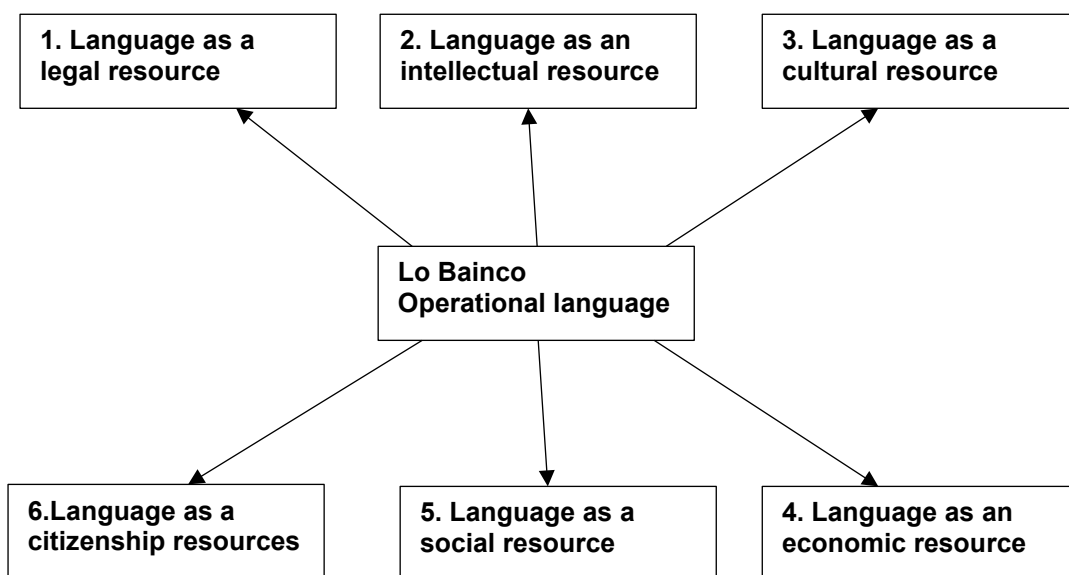 1. Language as a
legal resource
2. Language as an
intellectual resource
3. Language as a
cultural resource
Lo Bainco
Operational language
6.Language as a
citizenship resources
5. Language as a
social resource
4. Language as an
economic resource